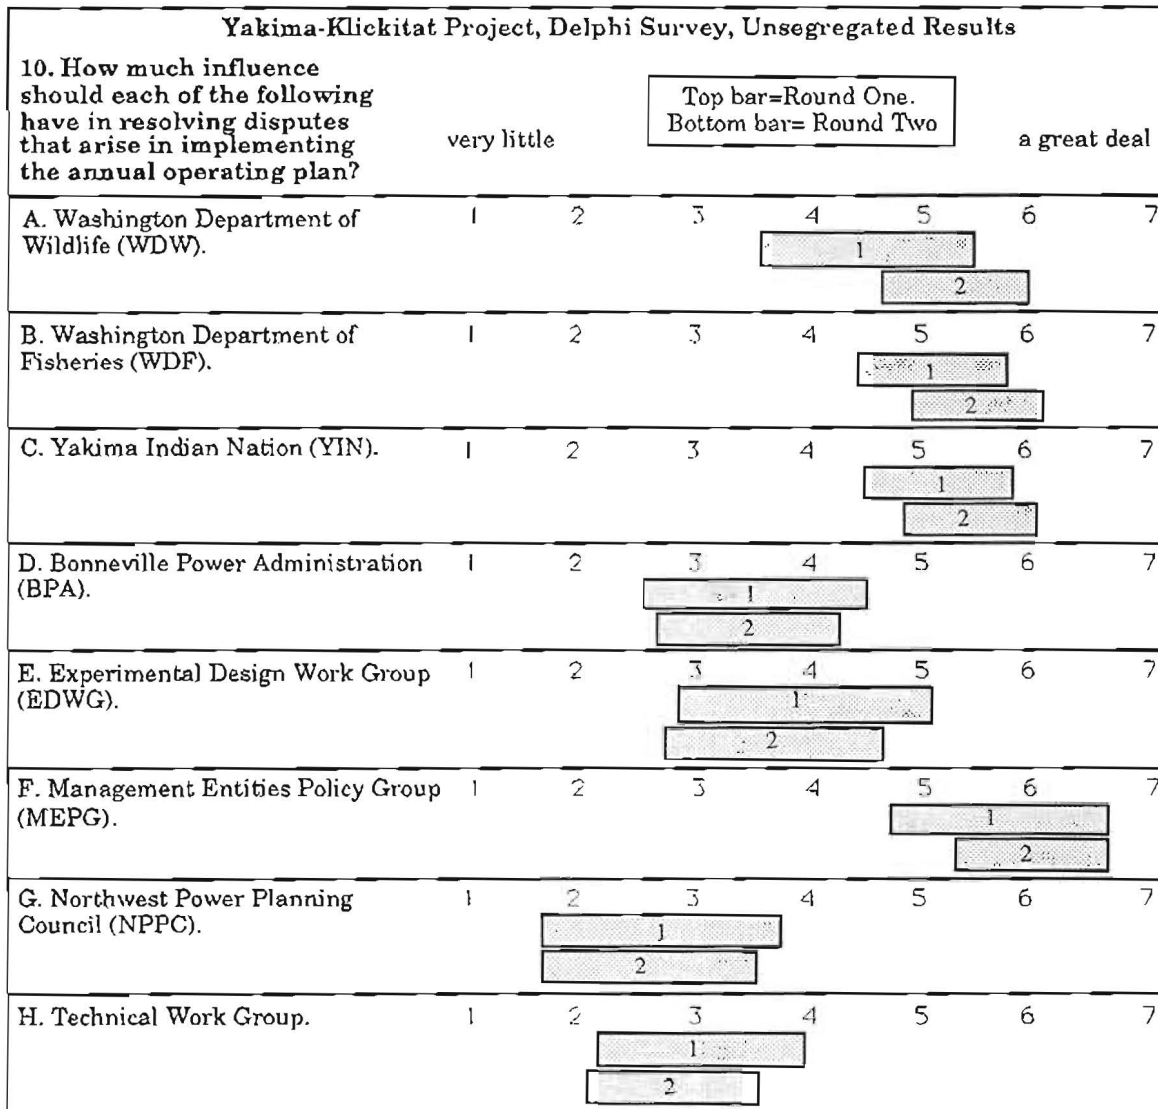 Yakima-Klickitat Project, Delphi Survey, Unsegregated Results
10. How much influence
should each of the following
have in resolving disputes
that arise in implementing
the annual operating plan?
very little
Top bar=Round One.
Bottom bar= Round Two
a great deal
A. Washington Department of
Wildlife (WDW).
1 2 3 4 5 6 7
1
2
B. Washington Department of
Fisheries (WDF).
1 2 3 4 5 6 7
1
2
C. Yakima Indian Nation (YIN).
1 2 3 4 5 6 7
1
2
D. Bonneville Power Administration
(BPA).
1 2 3 4 5 6 7
1
2
E. Experimental Design Work Group
(EDWG).
1 2 3 4 5 6 7
1
2
F. Management Entities Policy Group
(MEPG).
1 2 3 4 5 6 7
1
2
G. Northwest Power Planning
Council (NPPC).
1 2 3 4 5 6 7
1
2
H. Technical Work Group.
1 2 3 4 5 6 7
1
2